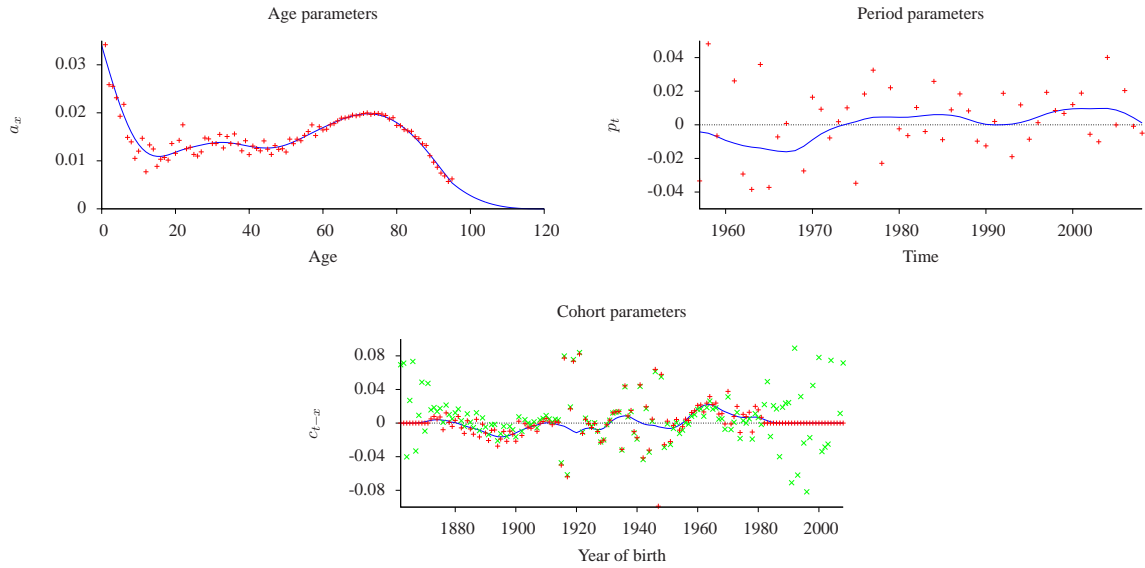 Age parameters
a_x
0.03
0.02
0.01
0
0 20 40 60 80 100 120
Age
Period parameters
p_t
0.04
0.02
0
-0.02
-0.04
1960 1970 1980 1990 2000
Time
Cohort parameters
c_{t-x}
0.08
0.04
0
-0.04
-0.08
1880 1900 1920 1940 1960 1980 2000
Year of birth